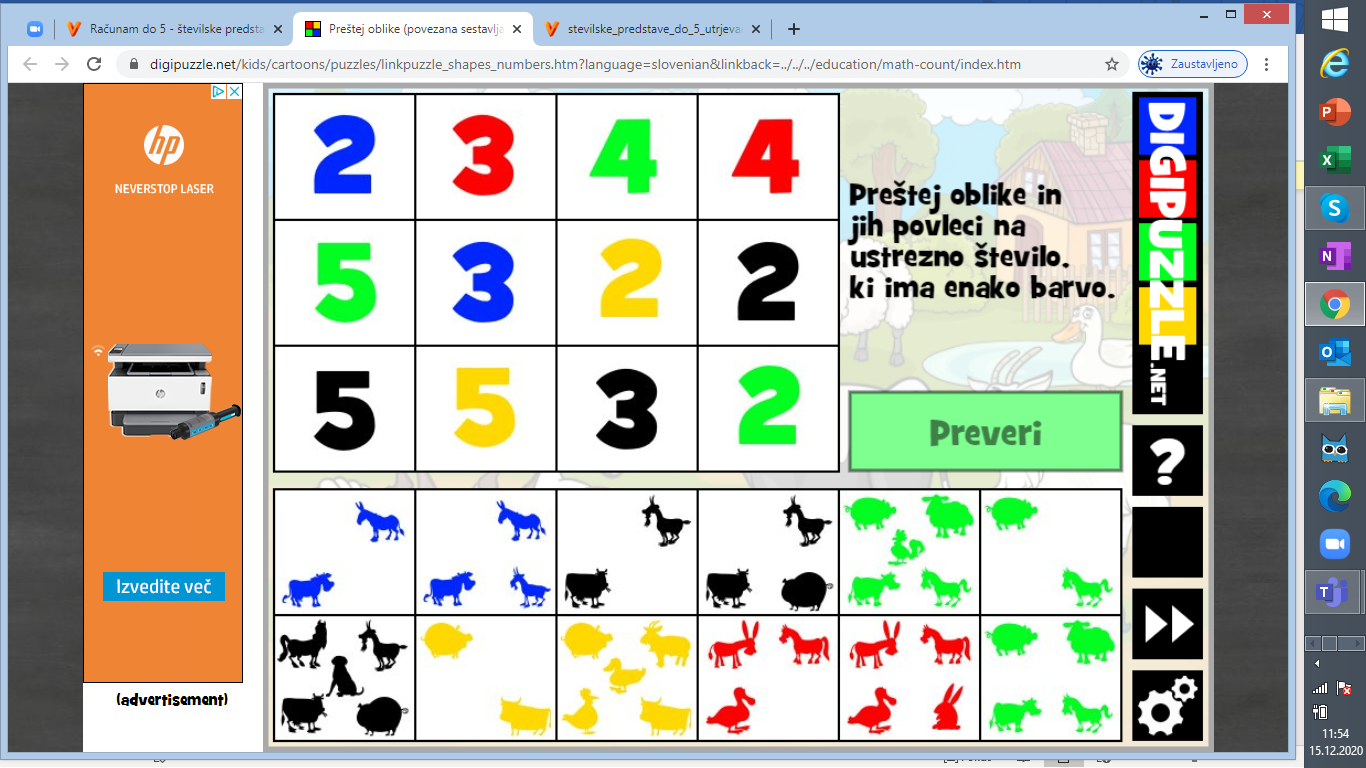 Računam do 5 - številske predsta
Preštej oblike (povezana sestavlja
stevilske_predstave_do_5_utrjeva
digipuzzle.net/kids/cartoons/puzzles/linkpuzzle_shapes_numbers.htm?language=slovenian&linkback=../../../education/math-count/index.htm
Zaustavljeno
hp
NEVERSTOP LASER
Izvedite več
(advertisement)
2 3 4 4
5 3 2 2
5 5 3 2
Preštej oblike in
jih povleci na
ustrezno število,
ki ima enako barvo.
Preveri
DIGIPUZZLE.NET
?
11:54
15.12.2020